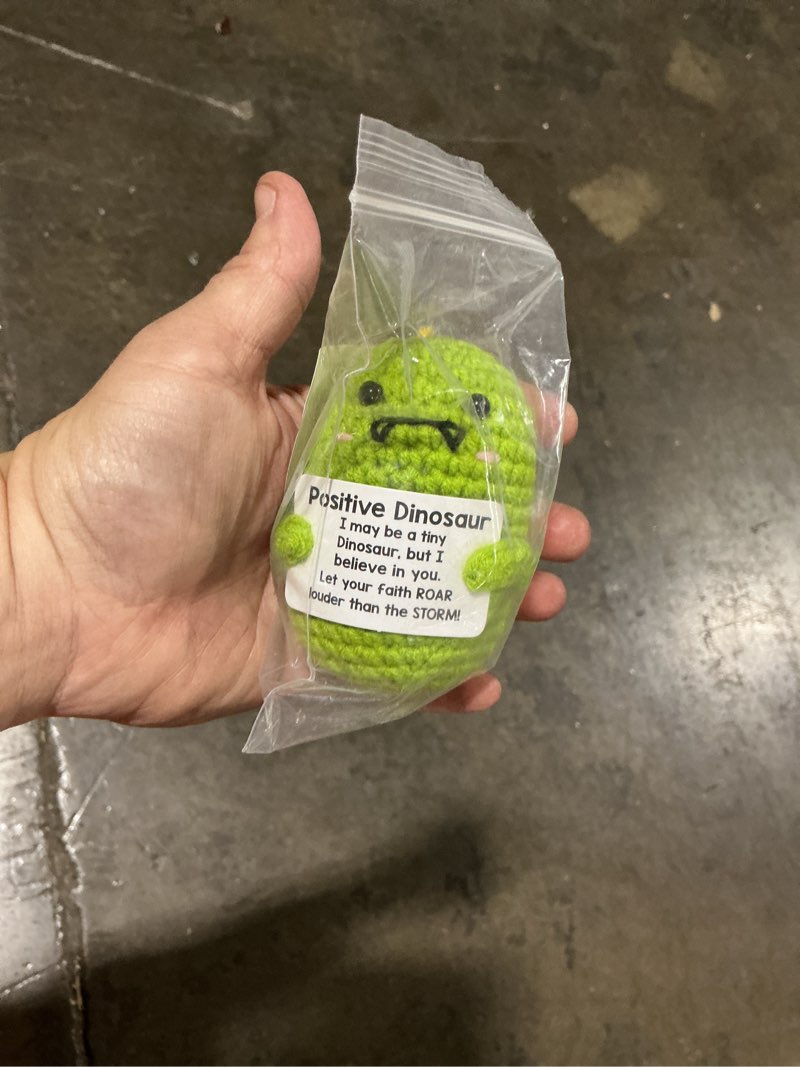 Positive Dinosaur
I may be a tiny
Dinosaur, but I
believe in you.
Let your faith ROAR
louder than the STORM!